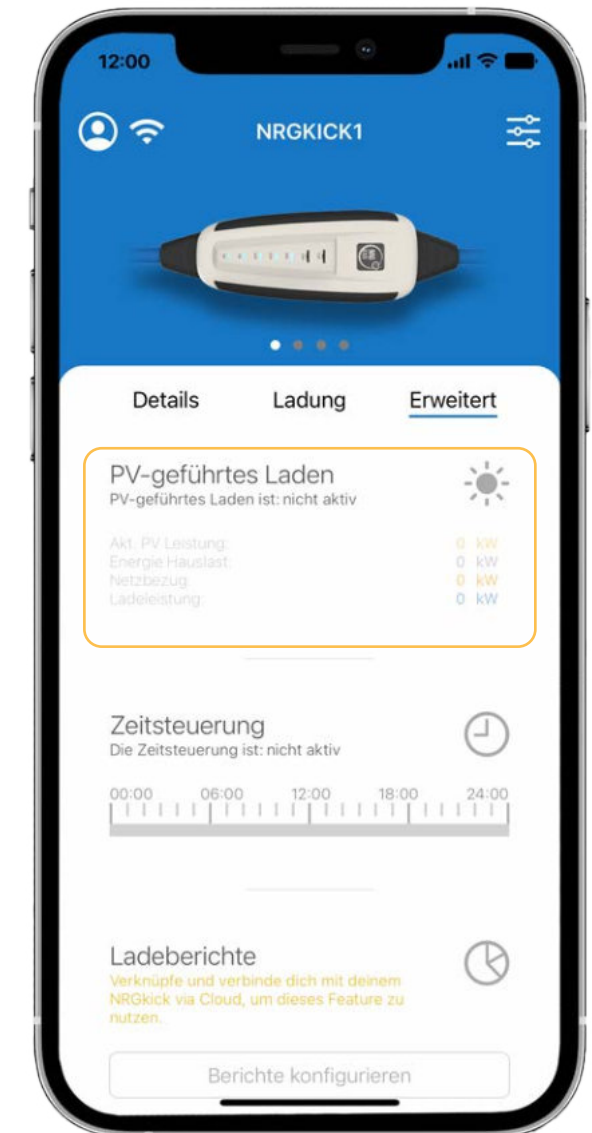 12:00
NRGKICK1
Details Ladung Erweitert
PV-geführtes Laden
PV-geführtes Laden ist: nicht aktiv
Akt. PV Leistung: 0 kW
Energie Hauslast: 0 kW
Netzbezug: 0 kW
Ladeleistung: 0 kW
Zeitsteuerung
Die Zeitsteuerung ist: nicht aktiv
00:00 06:00 12:00 18:00 24:00
Ladeberichte
Verknüpfe und verbinde dich mit deinem
NRGkick via Cloud, um dieses Feature zu
nutzen.
Berichte konfigurieren